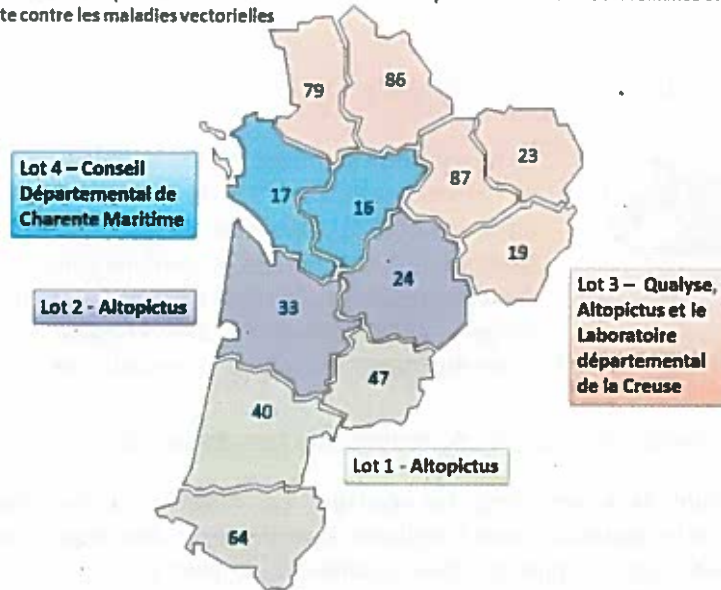 te contre les maladies vectorielles
79
86
Lot 4 – Conseil
Départemental de
Charente Maritime
17
16
87
23
19
Lot 2 - Altopictus
33
24
Lot 3 – Qualyse,
Altopictus et le
Laboratoire
départemental
de la Creuse
47
40
Lot 1 - Altopictus
64